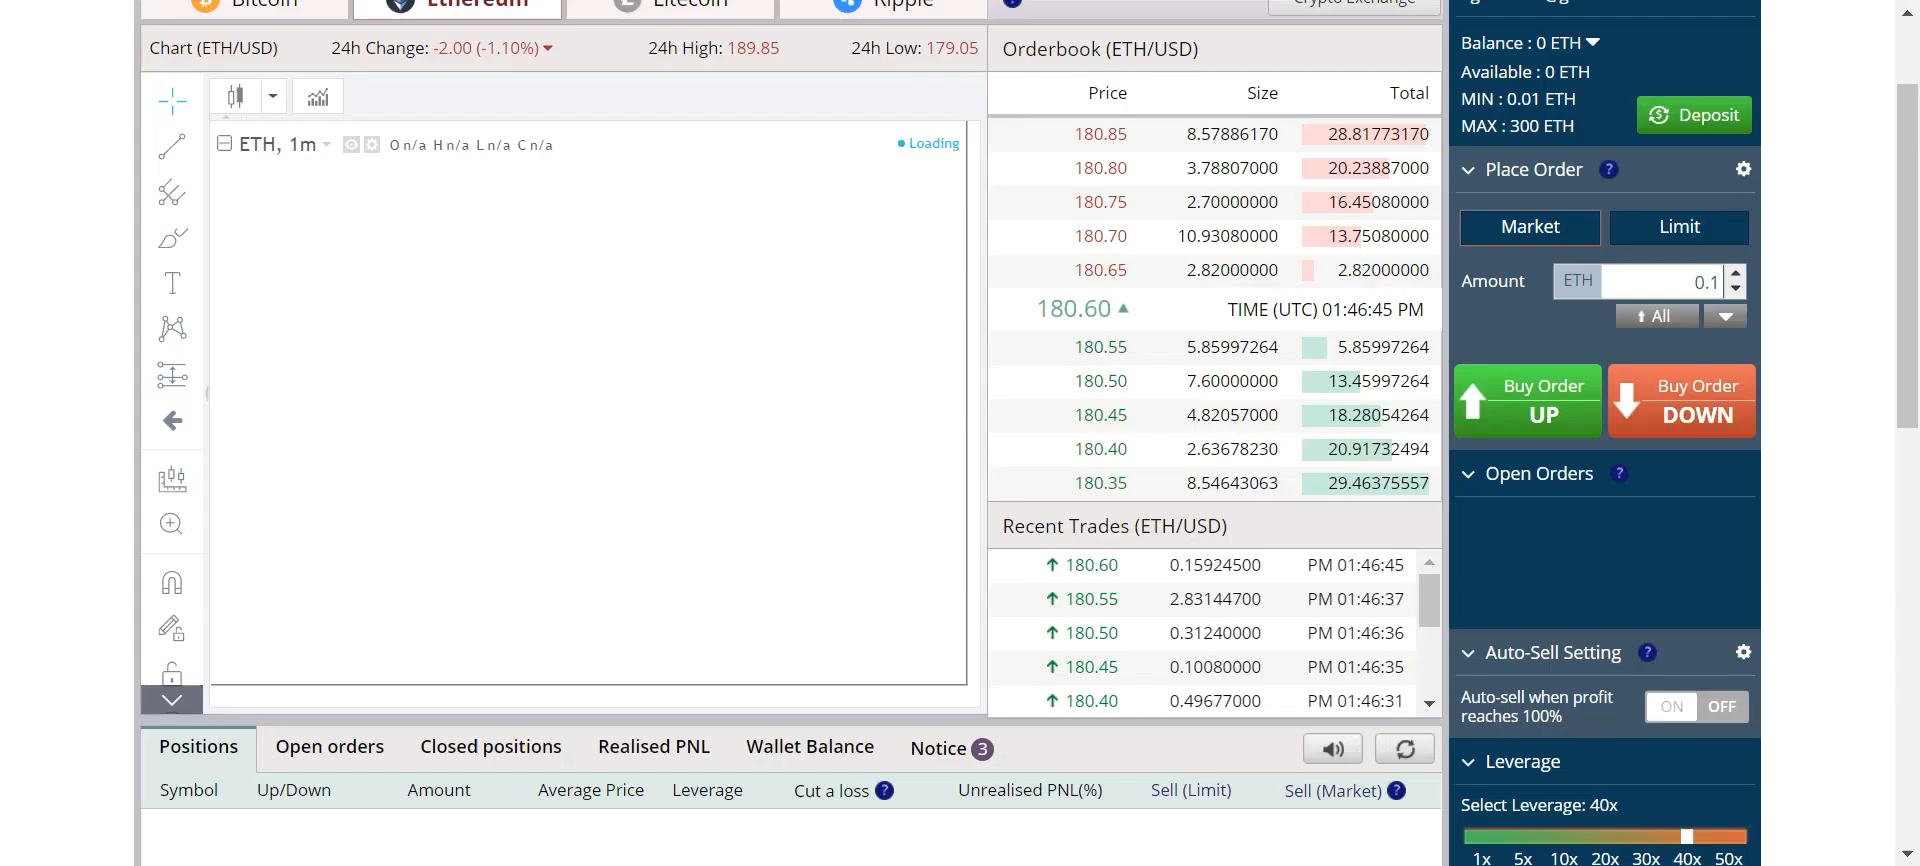 Bitcoin Ethereum Litecoin Ripple
Chart (ETH/USD) 24h Change: -2.00 (-1.10%) 24h High: 189.85 24h Low: 179.05
ETH, 1m O n/a H n/a L n/a C n/a Loading
T
Crypto Exchange
Orderbook (ETH/USD)
Price Size Total
180.85 8.57886170 28.81773170
180.80 3.78807000 20.23887000
180.75 2.70000000 16.45080000
180.70 10.93080000 13.75080000
180.65 2.82000000 2.82000000
180.60 TIME (UTC) 01:46:45 PM
180.55 5.85997264 5.85997264
180.50 7.60000000 13.45997264
180.45 4.82057000 18.28054264
180.40 2.63678230 20.91732494
180.35 8.54643063 29.46375557
Recent Trades (ETH/USD)
180.60 0.15924500 PM 01:46:45
180.55 2.83144700 PM 01:46:37
180.50 0.31240000 PM 01:46:36
180.45 0.10080000 PM 01:46:35
180.40 0.49677000 PM 01:46:31
Balance : 0 ETH
Available : 0 ETH
MIN : 0.01 ETH
MAX : 300 ETH
Deposit
Place Order ?
Market Limit
Amount ETH 0.1
All
Buy Order UP
Buy Order DOWN
Open Orders ?
Auto-Sell Setting ?
Auto-sell when profit
reaches 100%
ON OFF
Leverage
Select Leverage: 40x
1x 5x 10x 20x 30x 40x 50x
Positions Open orders Closed positions Realised PNL Wallet Balance Notice 3
Symbol Up/Down Amount Average Price Leverage Cut a loss ? Unrealised PNL(%) Sell (Limit) Sell (Market) ?